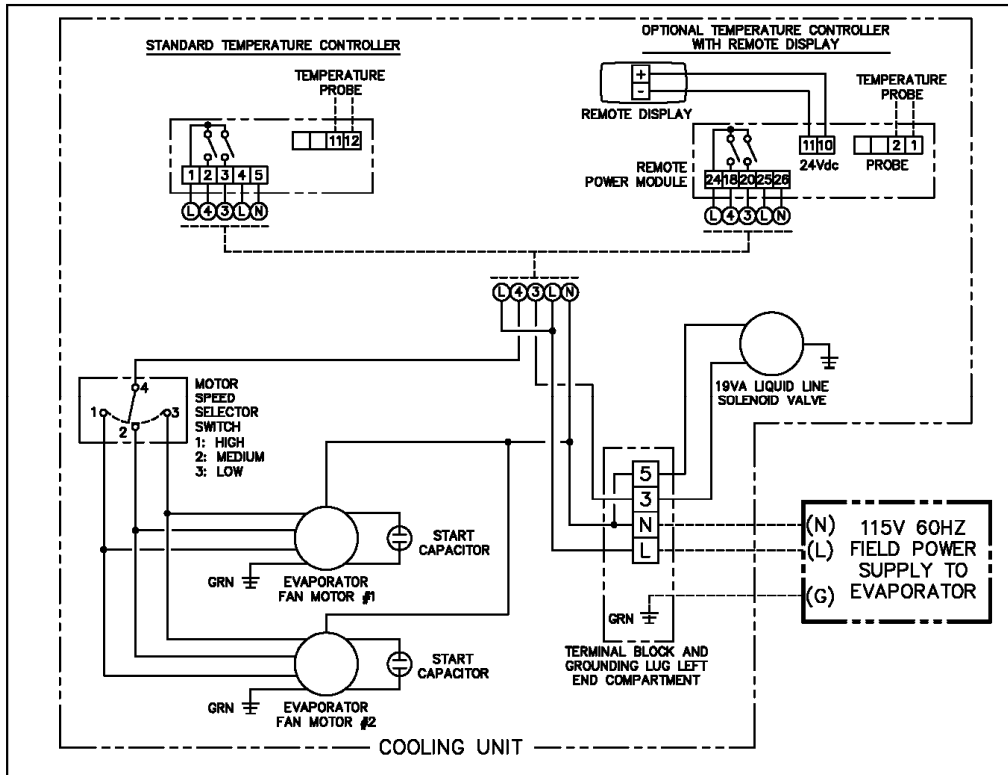 STANDARD TEMPERATURE CONTROLLER
TEMPERATURE
PROBE
11 12
1 2 3 4 5
L 4 3 L N
OPTIONAL TEMPERATURE CONTROLLER
WITH REMOTE DISPLAY
+
-
REMOTE DISPLAY
TEMPERATURE
PROBE
11 10
24Vdc
2 1
PROBE
REMOTE
POWER MODULE
24 18 20 25 26
L 4 3 L N
L 4 3 L N
19VA LIQUID LINE
SOLENOID VALVE
4
1
3
2
MOTOR
SPEED
SELECTOR
SWITCH
1: HIGH
2: MEDIUM
3: LOW
START
CAPACITOR
GRN
EVAPORATOR
FAN MOTOR #1
START
CAPACITOR
GRN
EVAPORATOR
FAN MOTOR #2
5
3
N
L
GRN
TERMINAL BLOCK AND
GROUNDING LUG LEFT
END COMPARTMENT
(N)
(L)
(G)
115V 60HZ
FIELD POWER
SUPPLY TO
EVAPORATOR
COOLING UNIT